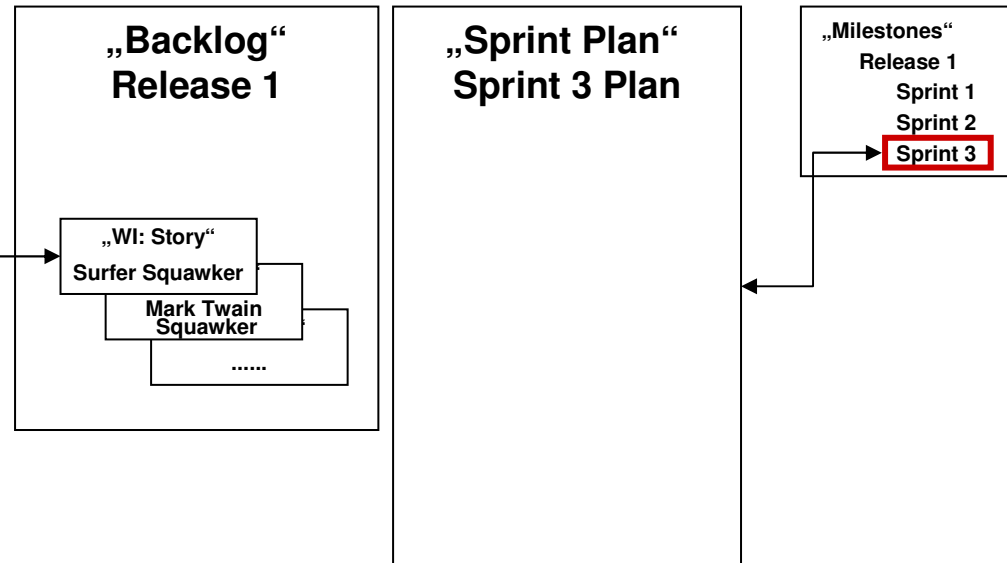 „Backlog“
Release 1
„WI: Story“
Surfer Squawker
Mark Twain
Squawker
......
„Sprint Plan“
Sprint 3 Plan
„Milestones“
Release 1
Sprint 1
Sprint 2
Sprint 3